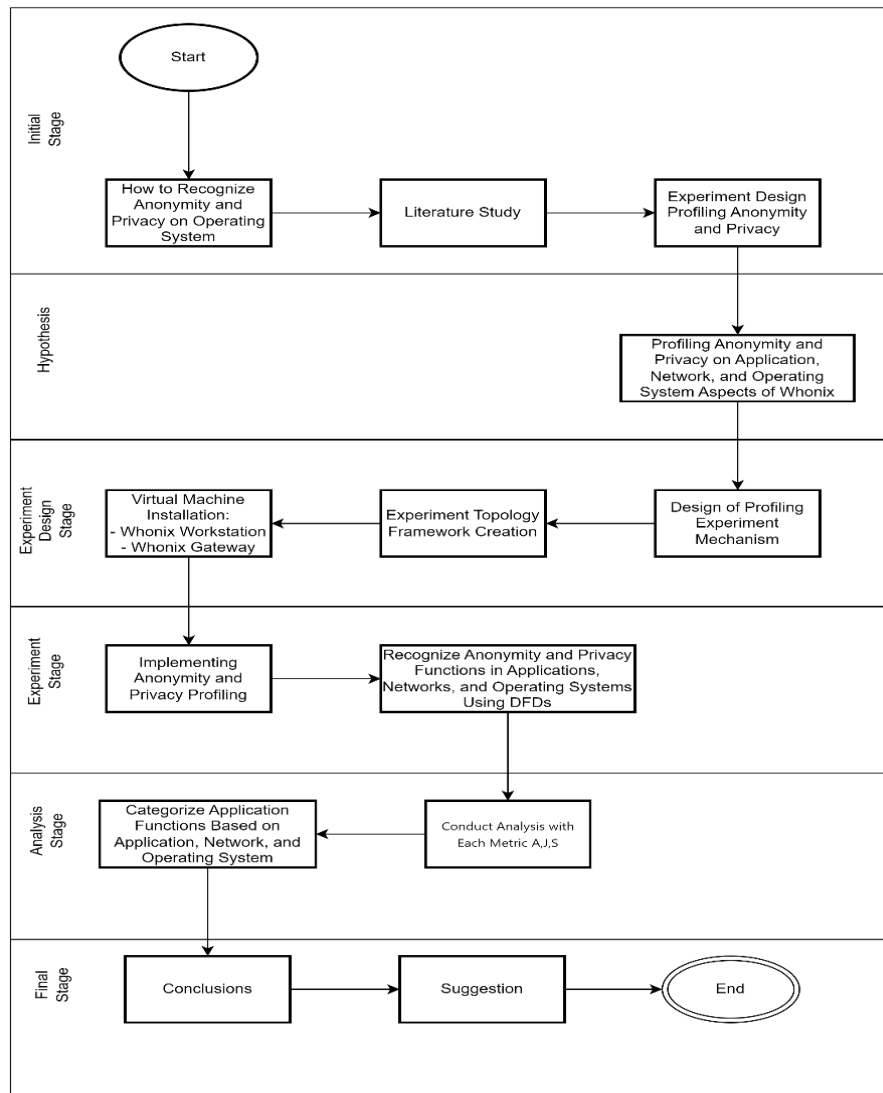 Initial
Stage
Start
How to Recognize
Anonymity and
Privacy on Operating
System
Literature Study
Experiment Design
Profiling Anonymity
and Privacy
Hypothesis
Profiling Anonymity and
Privacy on Application,
Network, and Operating
System Aspects of Whonix
Experiment
Design
Stage
Design of Profiling
Experiment
Mechanism
Experiment Topology
Framework Creation
Virtual Machine
Installation:
- Whonix Workstation
- Whonix Gateway
Experiment
Stage
Implementing
Anonymity and
Privacy Profiling
Recognize Anonymity and Privacy
Functions in Applications,
Networks, and Operating Systems
Using DFDs
Analysis
Stage
Conduct Analysis with
Each Metric A,J,S
Categorize Application
Functions Based on
Application, Network, and
Operating System
Final
Stage
Conclusions
Suggestion
End